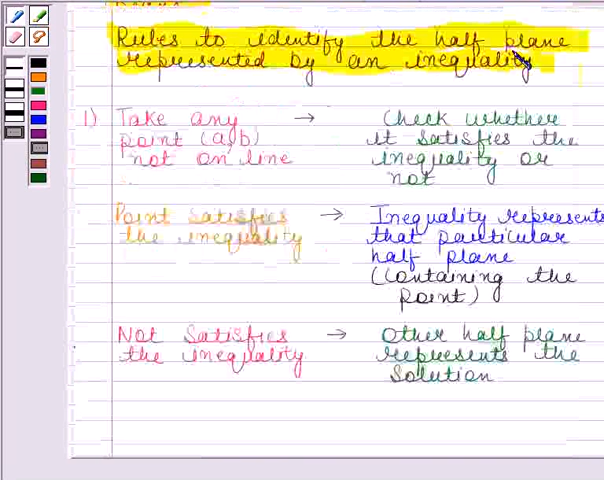 Rules to identify the half plane
represented by an inequality
1) Take any → Check whether
point (a,b) it satisfies the
not on line inequality or
not
Point satisfies → Inequality represents
the inequality that particular
half plane
(Containing the
point)
Not Satisfies → Other half plane
the inequality represents the
Solution